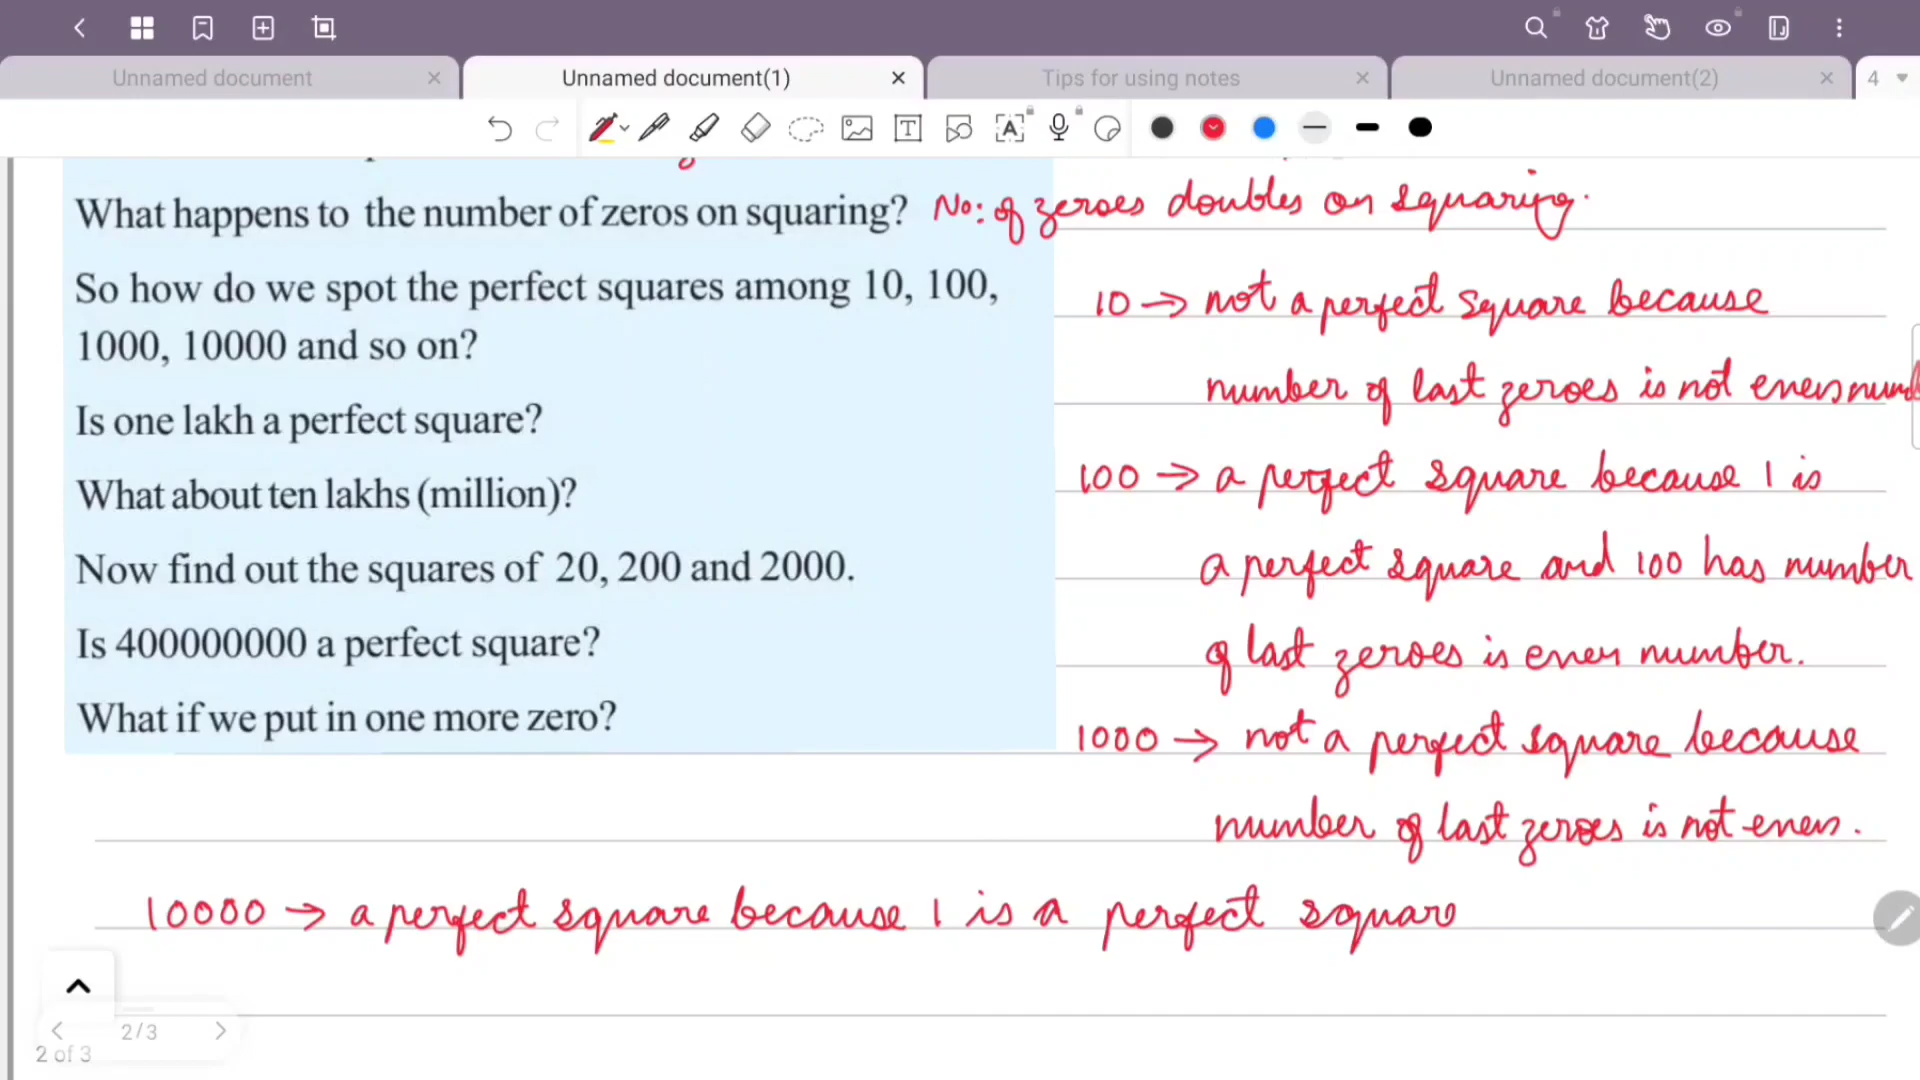 Unnamed document
Unnamed document(1)
Tips for using notes
Unnamed document(2)
4
What happens to the number of zeros on squaring? No: of zeroes doubles on squaring.
So how do we spot the perfect squares among 10, 100,
1000, 10000 and so on?
Is one lakh a perfect square?
What about ten lakhs (million)?
Now find out the squares of 20, 200 and 2000.
Is 400000000 a perfect square?
What if we put in one more zero?
10 → not a perfect square because
number of last zeroes is not even
100 → a perfect square because 1 is
a perfect square and 100 has number
of last zeroes is even number.
1000 → not a perfect square because
number of last zeroes is not even.
10000 → a perfect square because 1 is a perfect square
2/3
2 of 3